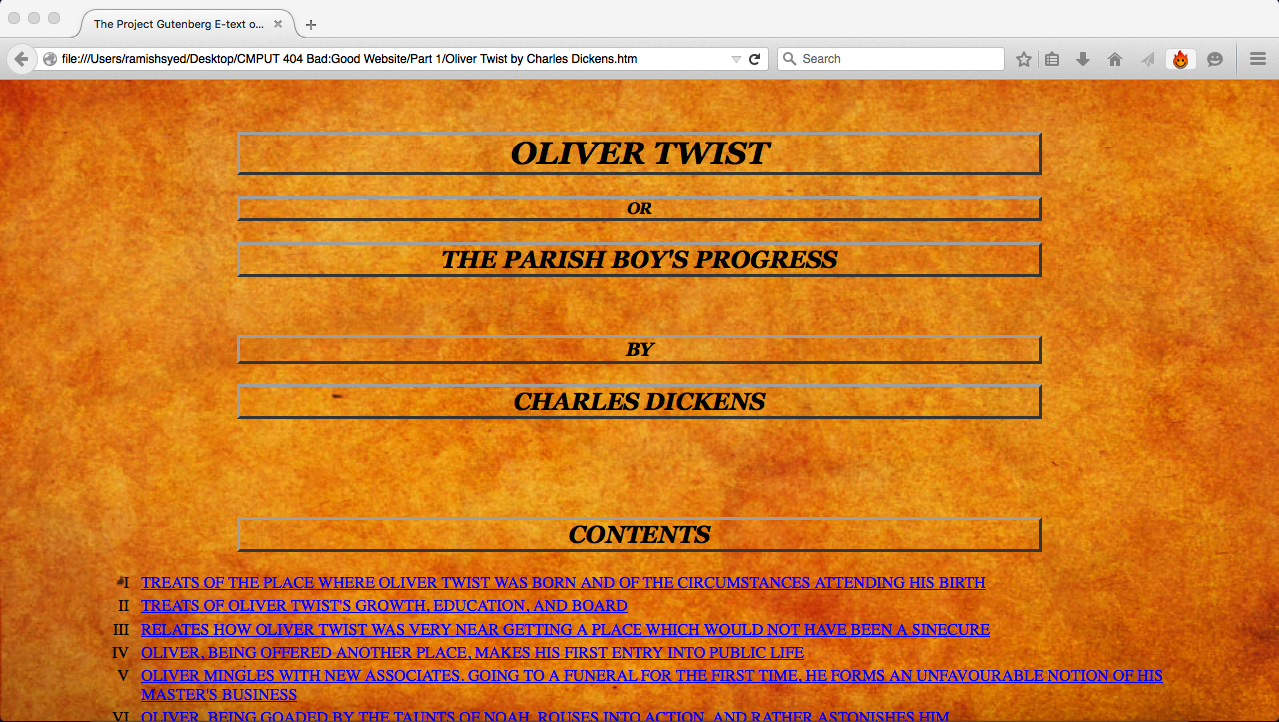 The Project Gutenberg E-text o...
file:///Users/ramishsyed/Desktop/CMPUT 404 Bad:Good Website/Part 1/Oliver Twist by Charles Dickens.htm
Search
OLIVER TWIST
OR
THE PARISH BOY'S PROGRESS
BY
CHARLES DICKENS
CONTENTS
I TREATS OF THE PLACE WHERE OLIVER TWIST WAS BORN AND OF THE CIRCUMSTANCES ATTENDING HIS BIRTH
II TREATS OF OLIVER TWIST'S GROWTH, EDUCATION, AND BOARD
III RELATES HOW OLIVER TWIST WAS VERY NEAR GETTING A PLACE WHICH WOULD NOT HAVE BEEN A SINECURE
IV OLIVER, BEING OFFERED ANOTHER PLACE, MAKES HIS FIRST ENTRY INTO PUBLIC LIFE
V OLIVER MINGLES WITH NEW ASSOCIATES. GOING TO A FUNERAL FOR THE FIRST TIME, HE FORMS AN UNFAVOURABLE NOTION OF HIS
MASTER'S BUSINESS
VI OLIVER, BEING GOADED BY THE TAUNTS OF NOAH, ROUSES INTO ACTION, AND RATHER ASTONISHES HIM